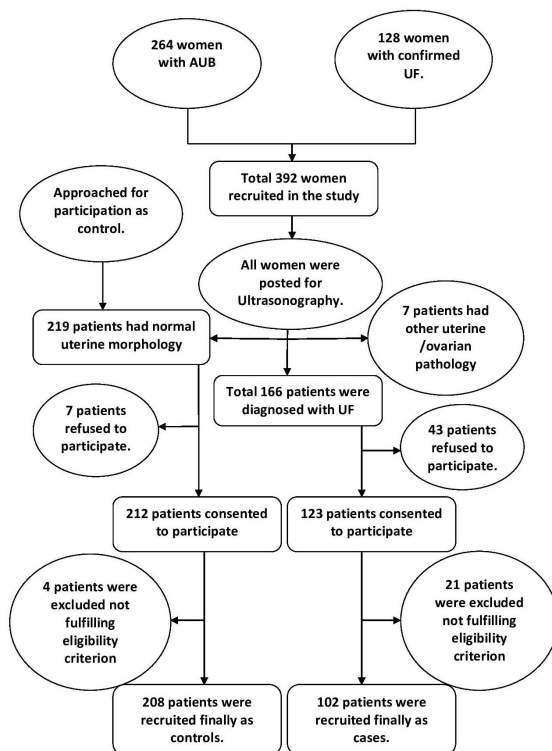 264 women
with AUB
128 women
with confirmed
UF.
Total 392 women
recruited in the study
Approached for
participation as
control.
All women were
posted for
Ultrasonography.
219 patients had normal
uterine morphology
7 patients had
other uterine
/ovarian
pathology
Total 166 patients were
diagnosed with UF
7 patients refused to
participate.
43 patients
refused to
participate.
212 patients consented
to participate
123 patients consented
to participate
4 patients were
excluded not
fulfilling
eligibility
criterion
21 patients
were excluded
not fulfilling
eligibility
criterion
208 patients were
recruited finally as
controls.
102 patients were
recruited finally as
cases.